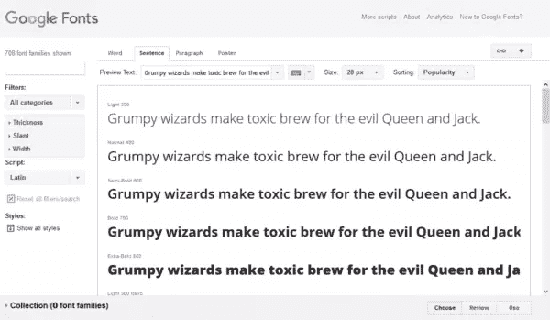 Google Fonts
More scripts About Analytics New to Google Fonts?
708 font families shown
Word Sentence Paragraph Poster
Preview Text: Grumpy wizards make toxic brew for the evil Size: 20 px Sorting: Popularity
Filters:
All categories
Thickness
Slant
Width
Script:
Latin
Reset all filters/search
Styles:
Show all styles
Light 300
Grumpy wizards make toxic brew for the evil Queen and Jack.
Normal 400
Grumpy wizards make toxic brew for the evil Queen and Jack.
Semi-Bold 600
Grumpy wizards make toxic brew for the evil Queen and Jack.
Bold 700
Grumpy wizards make toxic brew for the evil Queen and Jack
Extra-Bold 800
Grumpy wizards make toxic brew for the evil Queen and Ja
Collection (0 font families)
Choose Review Use